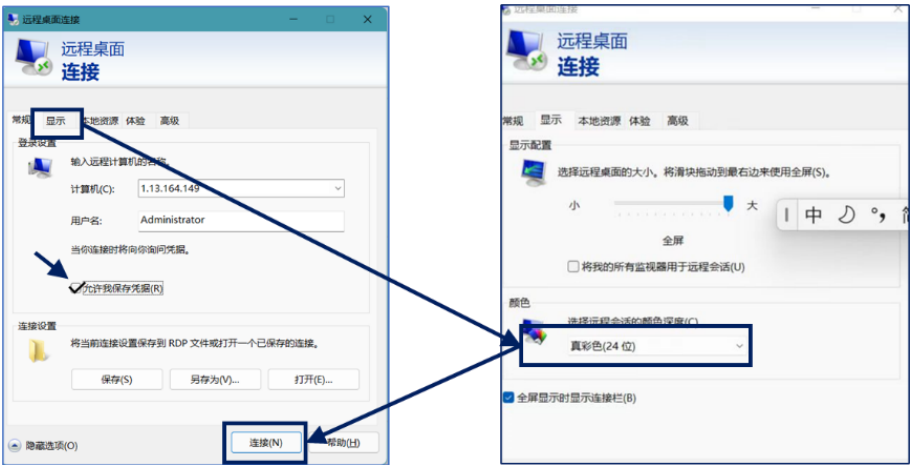 远程桌面连接
远程桌面
连接
常规 显示 本地资源 体验 高级
登录设置
输入远程计算机的名称。
计算机(C): 1.13.164.149
用户名: Administrator
当你连接时将向你询问凭据。
允许我保存凭据(R)
连接设置
将当前连接设置保存到 RDP 文件或打开一个已保存的连接。
保存(S) 另存为(V)... 打开(E)...
隐藏选项(O) 连接(N) 帮助(H)
远程桌面连接
远程桌面
连接
常规 显示 本地资源 体验 高级
显示配置
选择远程桌面的大小。将滑块拖动到最右边来使用全屏(S)。
小 大
全屏
将我的所有监视器用于远程会话(U)
中 简
颜色
选择远程会话的颜色深度(C)
真彩色(24 位)
全屏显示时显示连接栏(B)